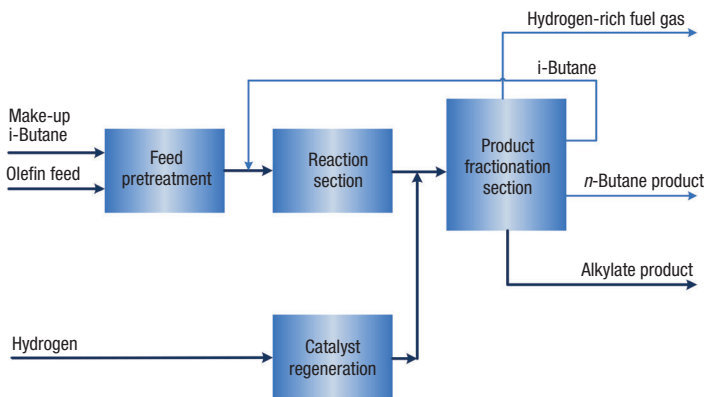 Hydrogen-rich fuel gas
i-Butane
Make-up
i-Butane
Olefin feed
Feed
pretreatment
Reaction
section
Product
fractionation
section
n-Butane product
Alkylate product
Hydrogen
Catalyst
regeneration